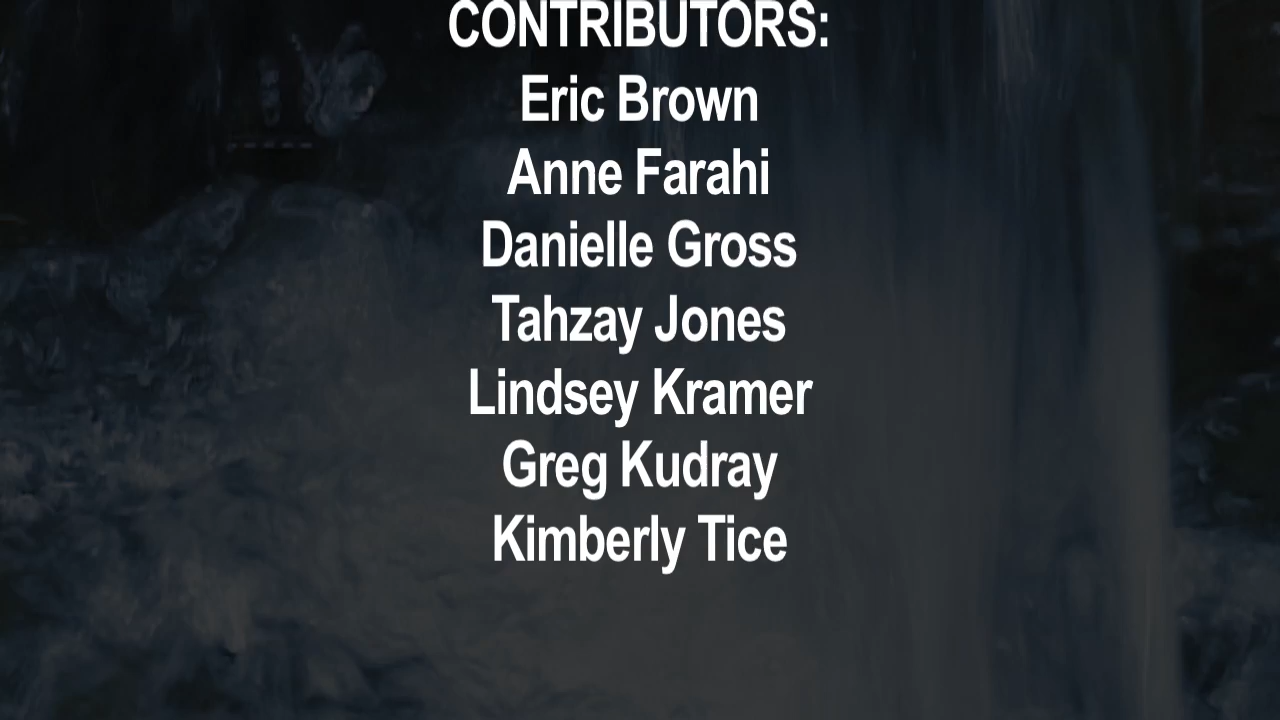 CONTRIBUTORS:
Eric Brown
Anne Farahi
Danielle Gross
Tahzay Jones
Lindsey Kramer
Greg Kudray
Kimberly Tice